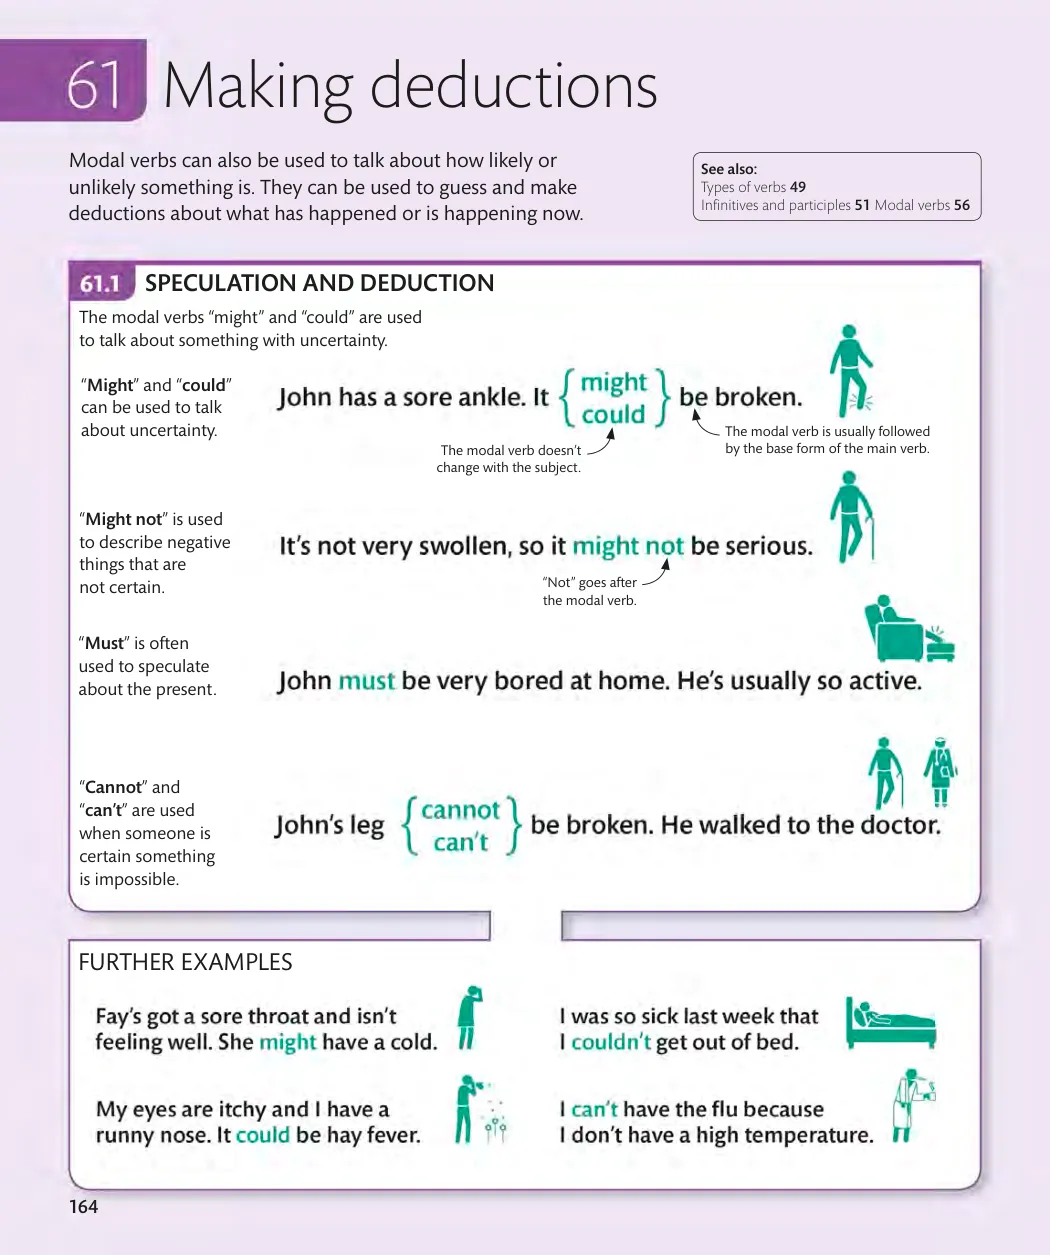 61 Making deductions
Modal verbs can also be used to talk about how likely or
unlikely something is. They can be used to guess and make
deductions about what has happened or is happening now.
See also:
Types of verbs 49
Infinitives and participles 51 Modal verbs 56
61.1 SPECULATION AND DEDUCTION
The modal verbs “might” and “could” are used
to talk about something with uncertainty.
“Might” and “could”
can be used to talk
about uncertainty.
John has a sore ankle. It { might / could } be broken.
The modal verb doesn’t
change with the subject.
The modal verb is usually followed
by the base form of the main verb.
“Might not” is used
to describe negative
things that are
not certain.
It’s not very swollen, so it might not be serious.
“Not” goes after
the modal verb.
“Must” is often
used to speculate
about the present.
John must be very bored at home. He’s usually so active.
“Cannot” and
“can’t” are used
when someone is
certain something
is impossible.
John’s leg { cannot / can’t } be broken. He walked to the doctor.
FURTHER EXAMPLES
Fay’s got a sore throat and isn’t
feeling well. She might have a cold.
I was so sick last week that
I couldn’t get out of bed.
My eyes are itchy and I have a
runny nose. It could be hay fever.
I can’t have the flu because
I don’t have a high temperature.
164